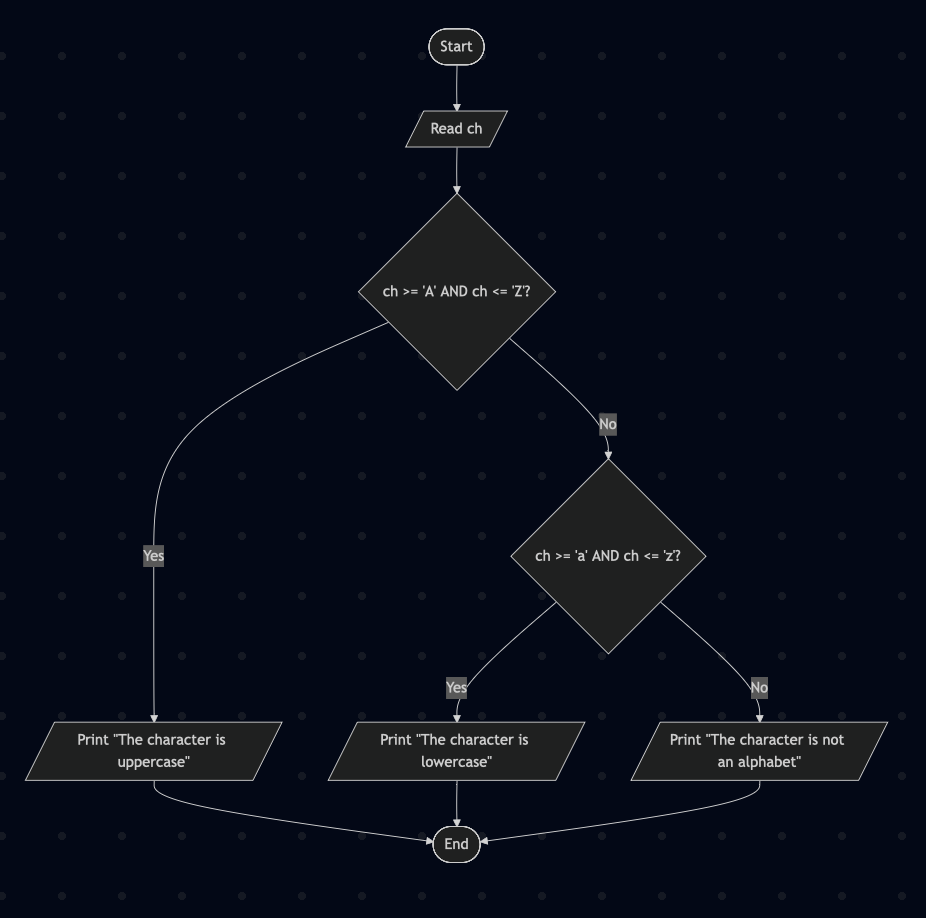 Start
Read ch
ch >= 'A' AND ch <= 'Z'?
No
Yes
ch >= 'a' AND ch <= 'z'?
Yes
No
Print "The character is
uppercase"
Print "The character is
lowercase"
Print "The character is not
an alphabet"
End